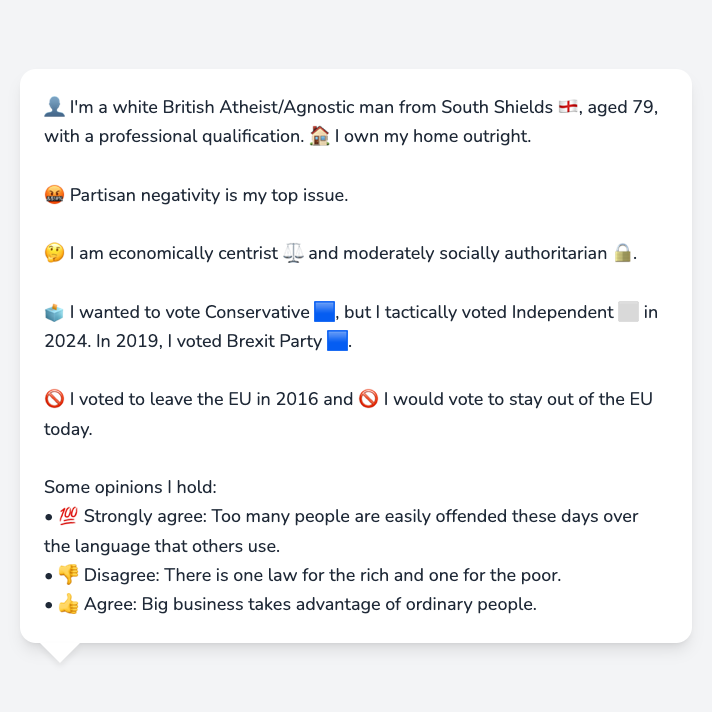 👤 I'm a white British Atheist/Agnostic man from South Shields 🏴󠁧󠁢󠁥󠁮󠁧󠁿, aged 79,
with a professional qualification. 🏠 I own my home outright.
🤬 Partisan negativity is my top issue.
🤔 I am economically centrist ⚖️ and moderately socially authoritarian 🔒.
🗳️ I wanted to vote Conservative 🟦, but I tactically voted Independent ⬜ in
2024. In 2019, I voted Brexit Party 🟦.
🚫 I voted to leave the EU in 2016 and 🚫 I would vote to stay out of the EU
today.
Some opinions I hold:
• 💯 Strongly agree: Too many people are easily offended these days over
the language that others use.
• 👎 Disagree: There is one law for the rich and one for the poor.
• 👍 Agree: Big business takes advantage of ordinary people.